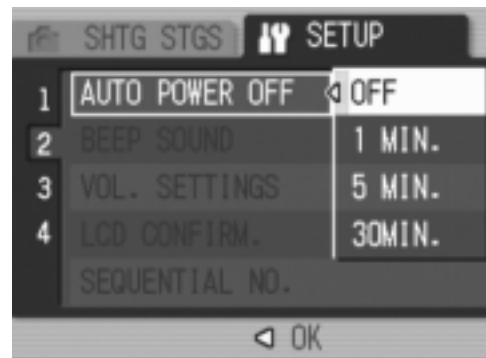 SHTG STGS SETUP
1 AUTO POWER OFF OFF
2 BEEP SOUND 1 MIN.
3 VOL. SETTINGS 5 MIN.
4 LCD CONFIRM. 30MIN.
SEQUENTIAL NO.
OK